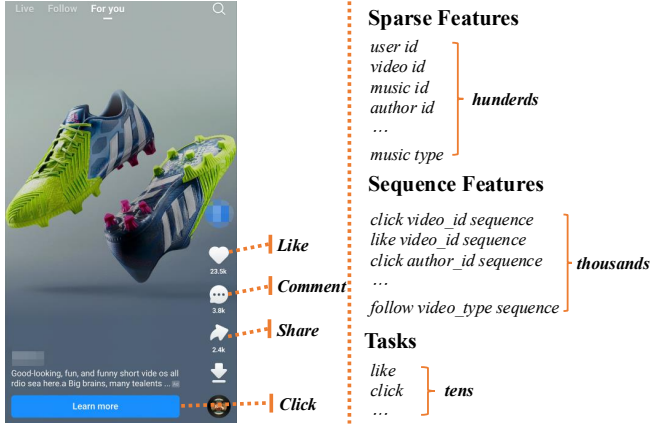 Live Follow For you
23.5k
3.8k
2.4k
Good-looking, fun, and funny short vide os all
rdio sea here.a Big brains, many tealents ...
Learn more
Like
Comment
Share
Click
Sparse Features
user id
video id
music id
author id
...
music type
hunderds
Sequence Features
click video_id sequence
like video_id sequence
click author_id sequence
...
follow video_type sequence
thousands
Tasks
like
click
...
tens